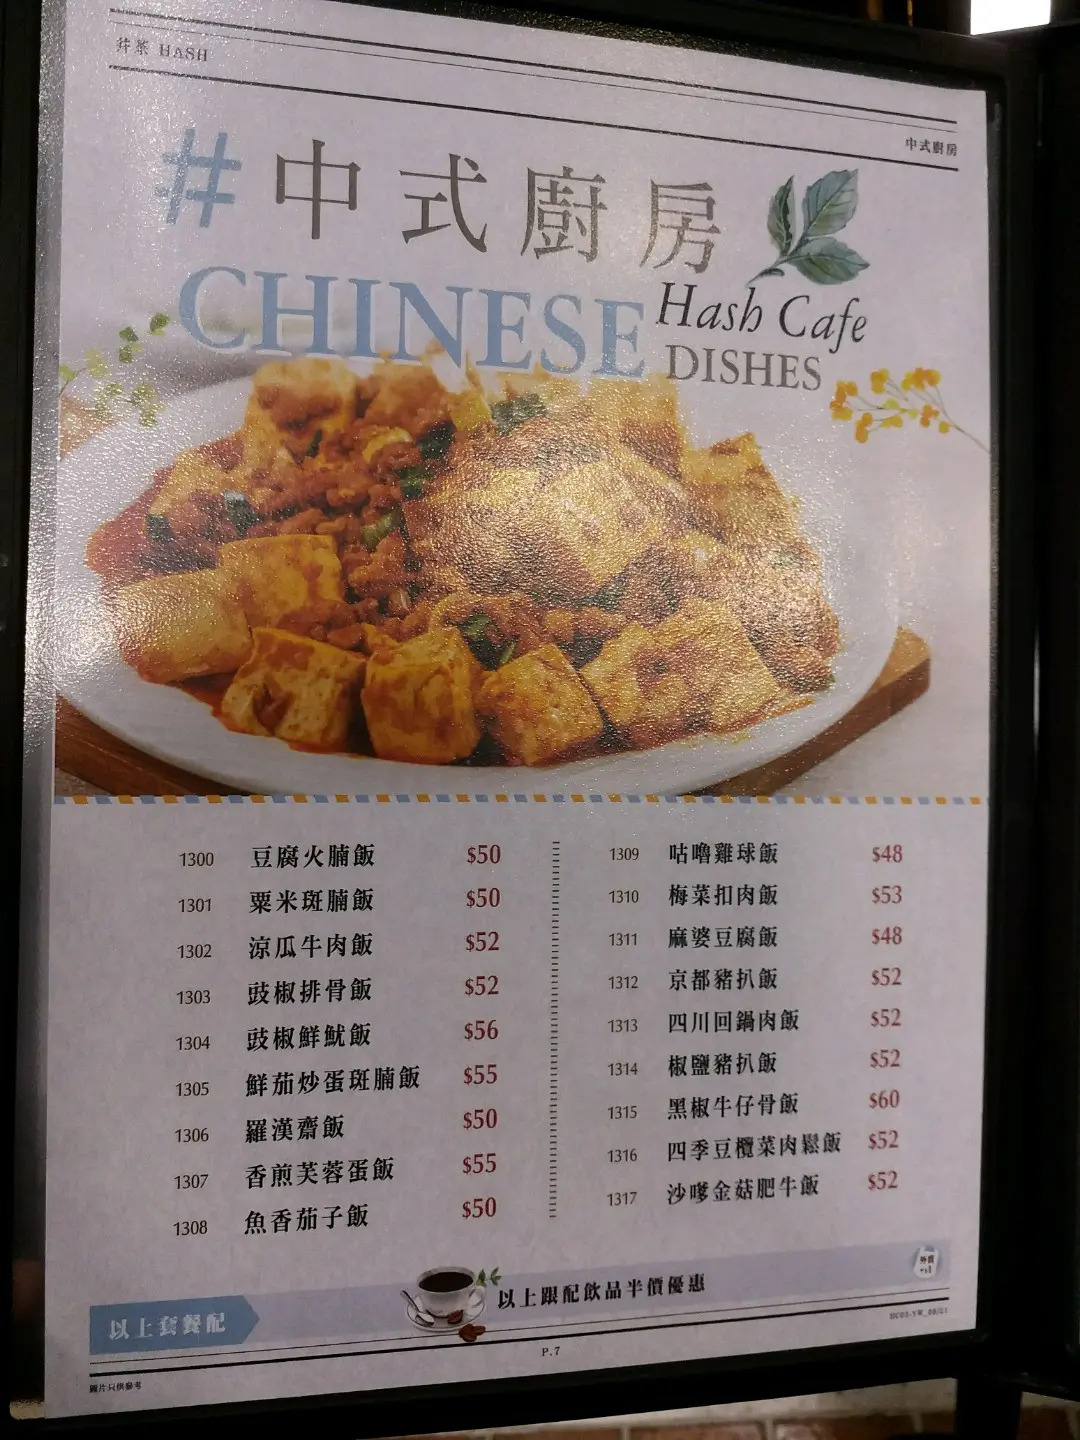 井茶 HASH
中式廚房
#中式廚房
CHINESE
Hash Cafe
DISHES
1300 豆腐火腩飯 $50
1301 粟米斑腩飯 $50
1302 涼瓜牛肉飯 $52
1303 豉椒排骨飯 $52
1304 豉椒鮮魷飯 $56
1305 鮮茄炒蛋斑腩飯 $55
1306 羅漢齋飯 $50
1307 香煎芙蓉蛋飯 $55
1308 魚香茄子飯 $50
1309 咕嚕雞球飯 $48
1310 梅菜扣肉飯 $53
1311 麻婆豆腐飯 $48
1312 京都豬扒飯 $52
1313 四川回鍋肉飯 $52
1314 椒鹽豬扒飯 $52
1315 黑椒牛仔骨飯 $60
1316 四季豆欖菜肉鬆飯 $52
1317 沙嗲金菇肥牛飯 $52
以上套餐配
以上跟配飲品半價優惠
外賣
+$1
P.7
圖片只供參考